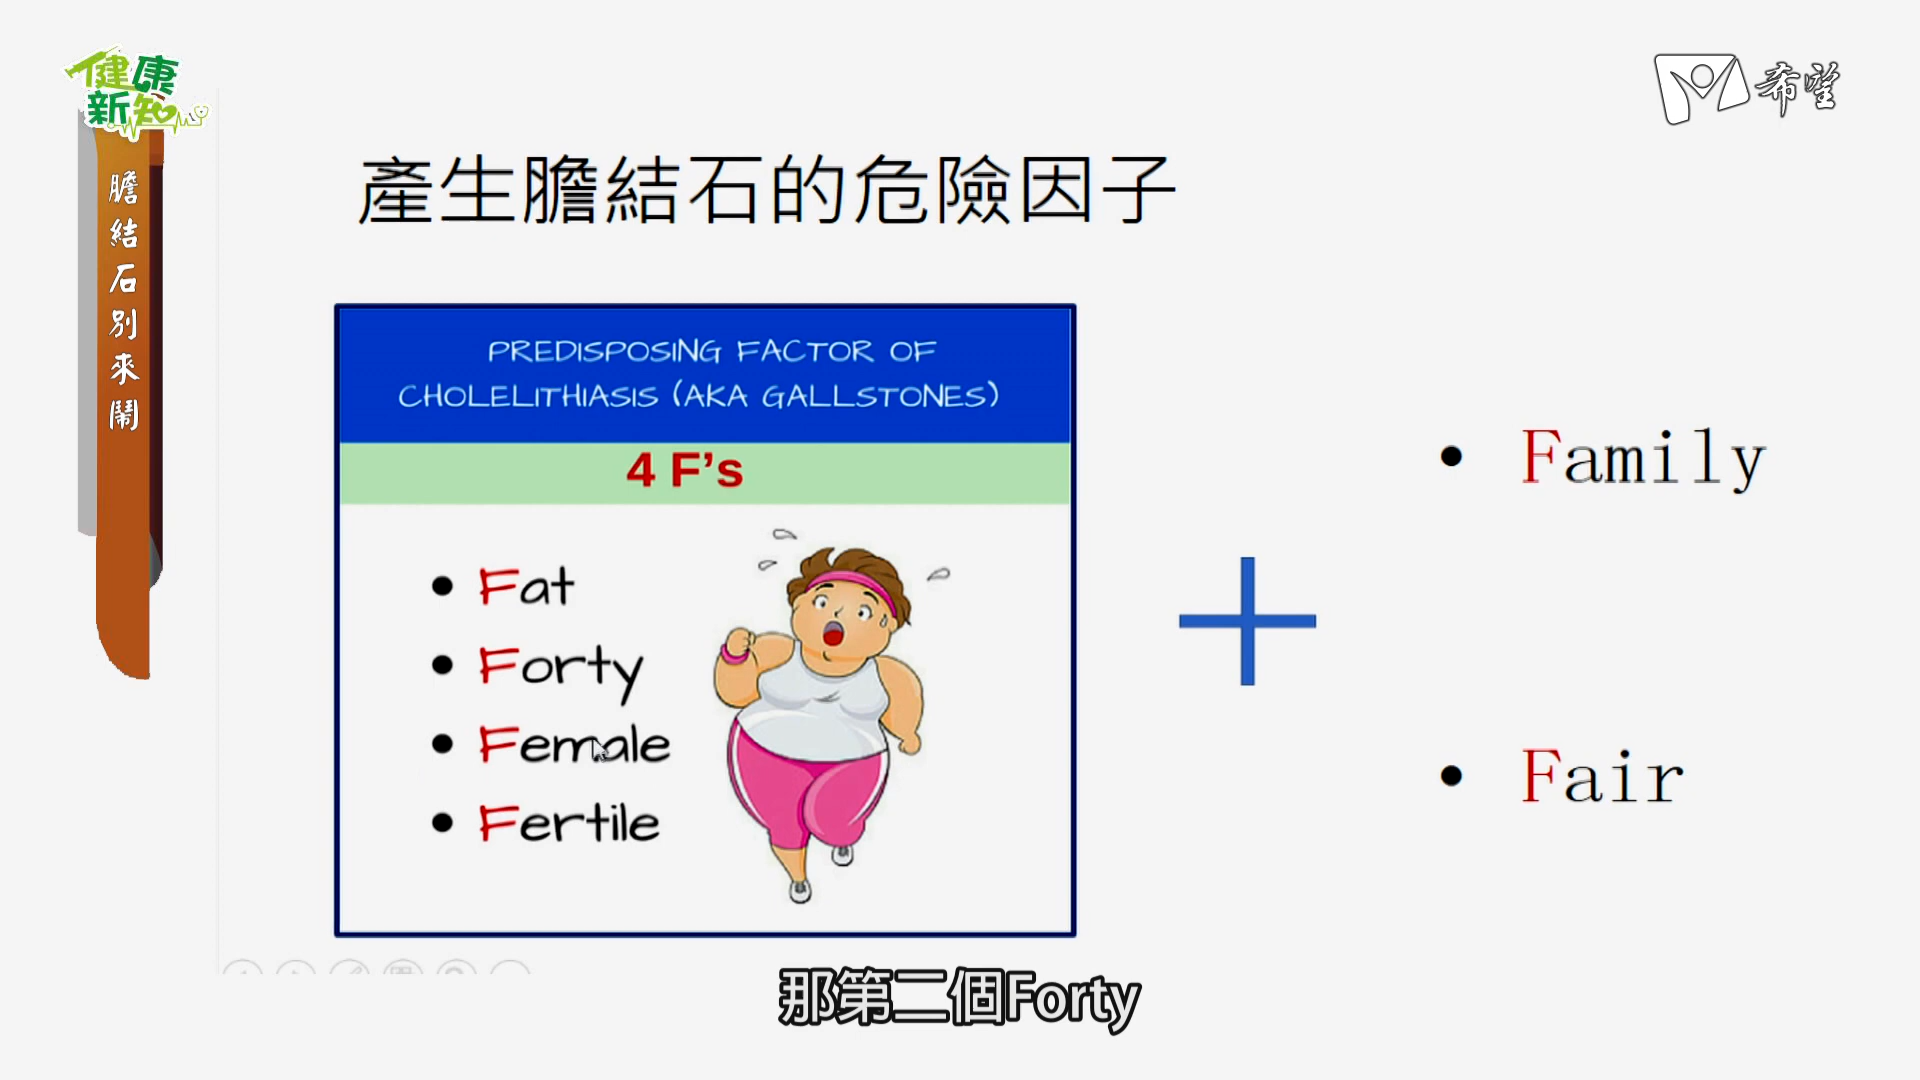 健康
新知
希望
膽結石別來鬧
產生膽結石的危險因子
PREDISPOSING FACTOR OF
CHOLELITHIASIS (AKA GALLSTONES)
4 F's
• Fat
• Forty
• Female
• Fertile
• Family
• Fair
那第二個Forty